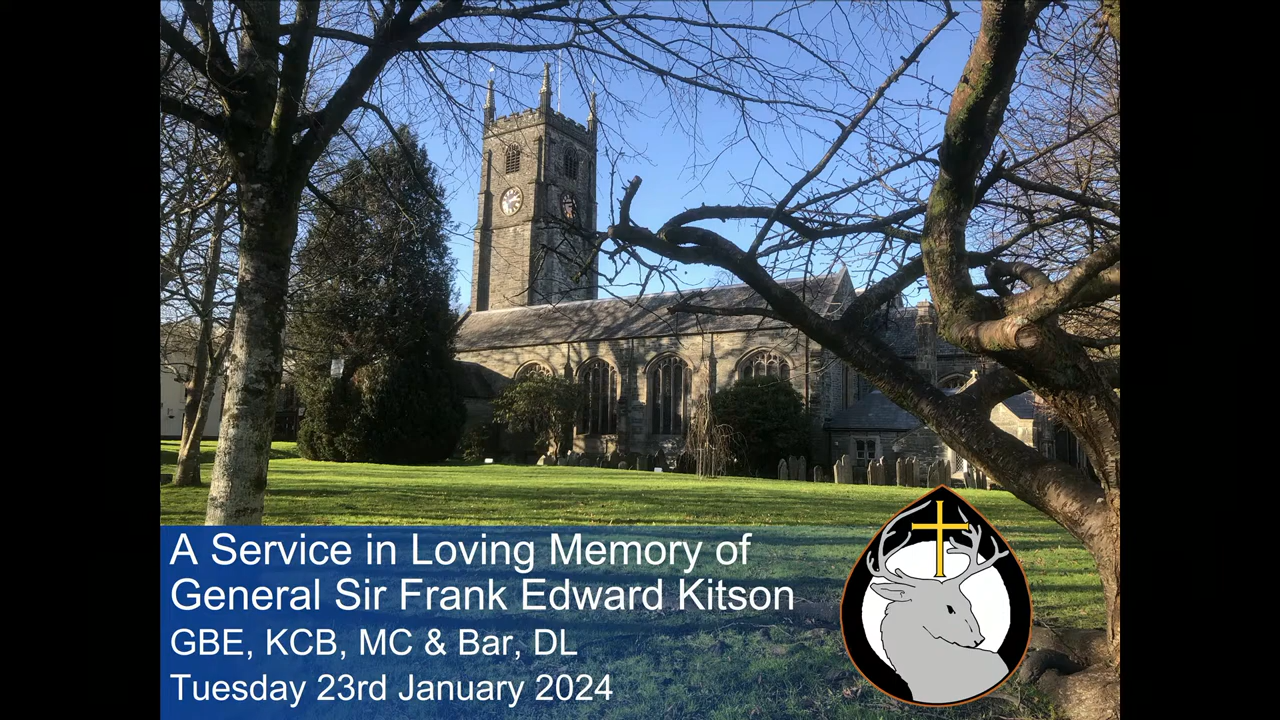 A Service in Loving Memory of
General Sir Frank Edward Kitson
GBE, KCB, MC & Bar, DL
Tuesday 23rd January 2024